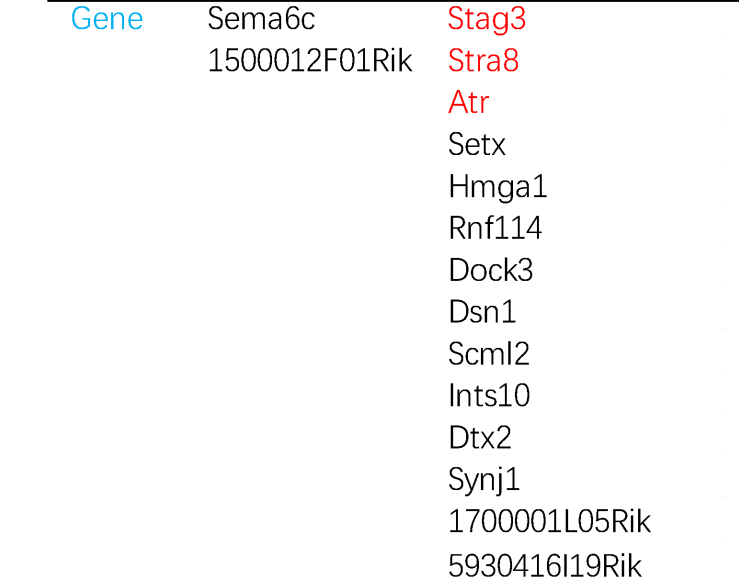 Gene Sema6c Stag3
1500012F01Rik Stra8
Atr
Setx
Hmga1
Rnf114
Dock3
Dsn1
Scml2
Ints10
Dtx2
Synj1
1700001L05Rik
5930416I19Rik